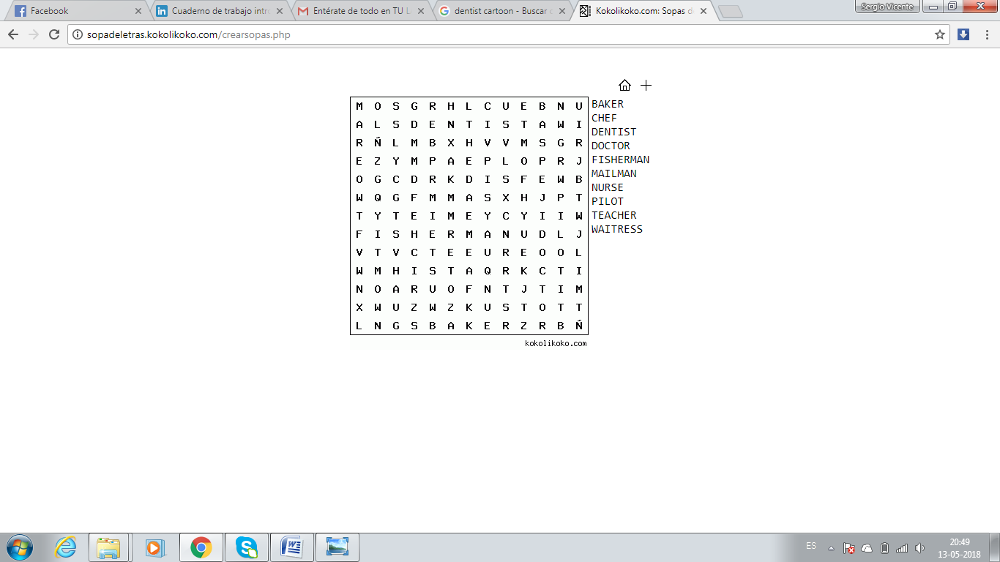 Facebook
Cuaderno de trabajo intr
Entérate de todo en TU L
dentist cartoon - Buscar c
Kokolikoko.com: Sopas de
Sergio Vicente
sopadeletras.kokolikoko.com/crearsopas.php
M O S G R H L C U E B N U
A L S D E N T I S T A W I
R Ñ L M B X H V V M S G R
E Z Y M P A E P L O P R J
O G C D R K D I S F E W B
W Q G F M M A S X H J P T
T Y T E I M E Y C Y I I W
F I S H E R M A N U D L J
V T V C T E E U R E O O L
W M H I S T A Q R K C T I
N O A R U O F N T J T I M
X W U Z W Z K U S T O T T
L N G S B A K E R Z R B Ñ
kokolikoko.com
BAKER
CHEF
DENTIST
DOCTOR
FISHERMAN
MAILMAN
NURSE
PILOT
TEACHER
WAITRESS
ES
20:49
13-05-2018